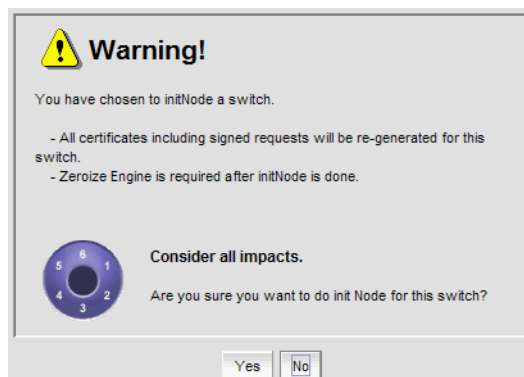 Warning!
You have chosen to initNode a switch.
- All certificates including signed requests will be re-generated for this
switch.
- Zeroize Engine is required after initNode is done.
6
5 1
4 2
3
Consider all impacts.
Are you sure you want to do init Node for this switch?
Yes No